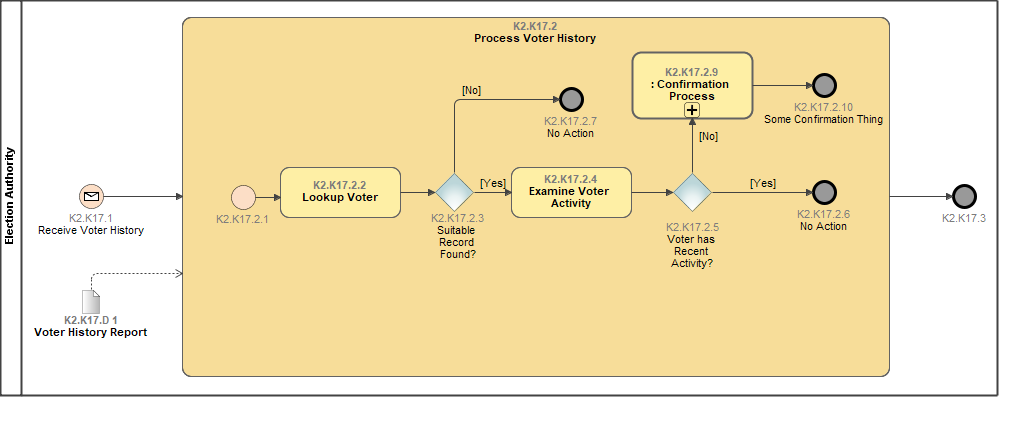 Election Authority
K2.K17.2
Process Voter History
K2.K17.2.9
: Confirmation
Process
K2.K17.2.10
Some Confirmation Thing
[No]
K2.K17.2.7
No Action
[No]
K2.K17.1
Receive Voter History
K2.K17.2.1
K2.K17.2.2
Lookup Voter
K2.K17.2.3
Suitable
Record
Found?
[Yes]
K2.K17.2.4
Examine Voter
Activity
K2.K17.2.5
Voter has
Recent
Activity?
[Yes]
K2.K17.2.6
No Action
K2.K17.3
K2.K17.D 1
Voter History Report